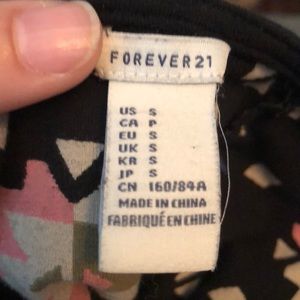 FOREVER21
US S
CA P
EU S
UK S
KR S
JP S
CN 160/84A
MADE IN CHINA
FABRIQUÉ EN CHINE